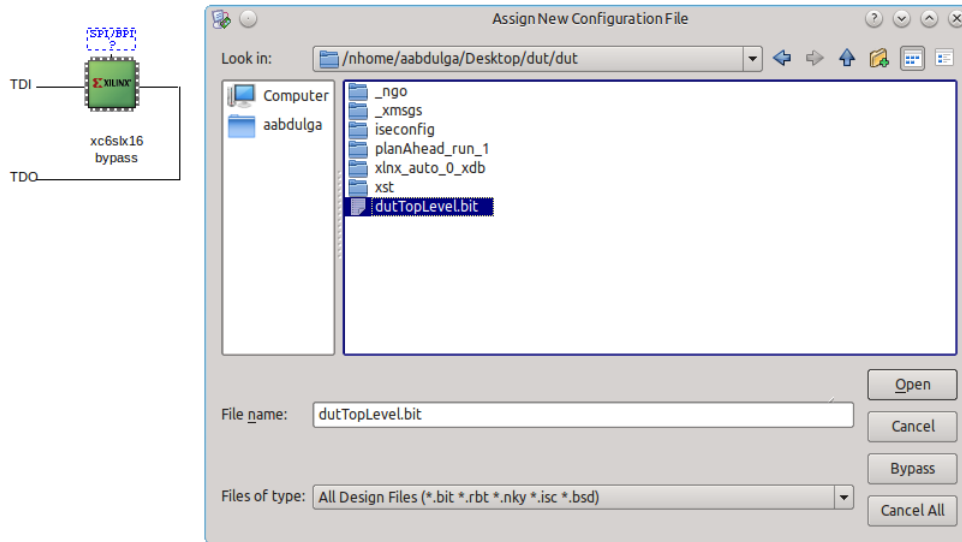 SPI/BPI
?
TDI
XILINX
xc6slx16
bypass
TDO
Assign New Configuration File
Look in:
/nhome/aabdulga/Desktop/dut/dut
Computer
aabdulga
_ngo
_xmsgs
iseconfig
planAhead_run_1
xlnx_auto_0_xdb
xst
dutTopLevel.bit
Open
File name:
dutTopLevel.bit
Cancel
Bypass
Files of type:
All Design Files (*.bit *.rbt *.nky *.isc *.bsd)
Cancel All